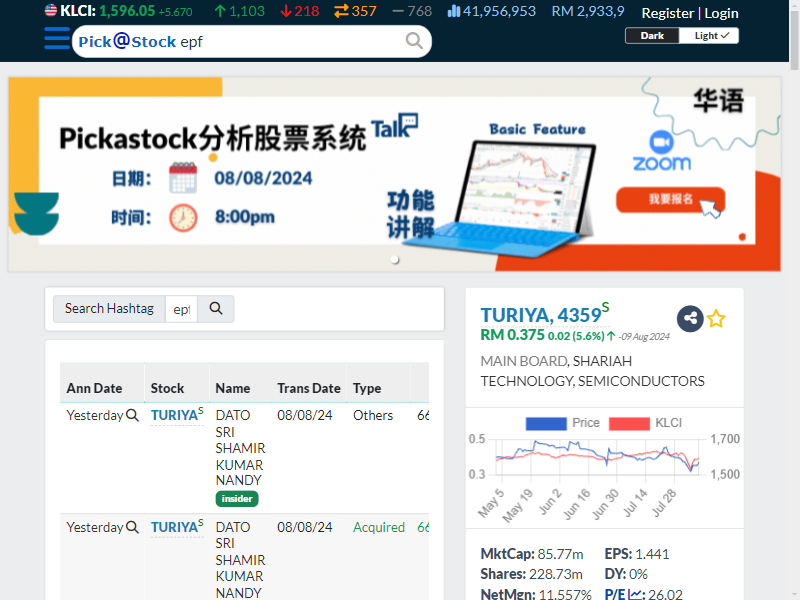 KLCI: 1,596.05 +5.670 1,103 218 357 768 41,956,953 RM 2,933,9 Register | Login
Pick@Stock epf
Dark Light
Pickastock分析股票系统 Talk
日期: 08/08/2024
时间: 8:00pm
功能
讲解
Basic Feature
华语
zoom
我要报名
Search Hashtag epf
Ann Date Stock Name Trans Date Type
Yesterday TURIYA S DATO SRI SHAMIR KUMAR NANDY 08/08/24 Others 66
insider
Yesterday TURIYA S DATO SRI SHAMIR KUMAR NANDY 08/08/24 Acquired 66
TURIYA, 4359 S
RM 0.375 0.02 (5.6%) -09 Aug 2024
MAIN BOARD, SHARIAH
TECHNOLOGY, SEMICONDUCTORS
Price KLCI
0.5 1,700
0.3 1,500
May 5 May 19 Jun 2 Jun 16 Jun 30 Jul 14 Jul 28
MktCap: 85.77m EPS: 1.441
Shares: 228.73m DY: 0%
NetMgn: 11.557% P/E: 26.02